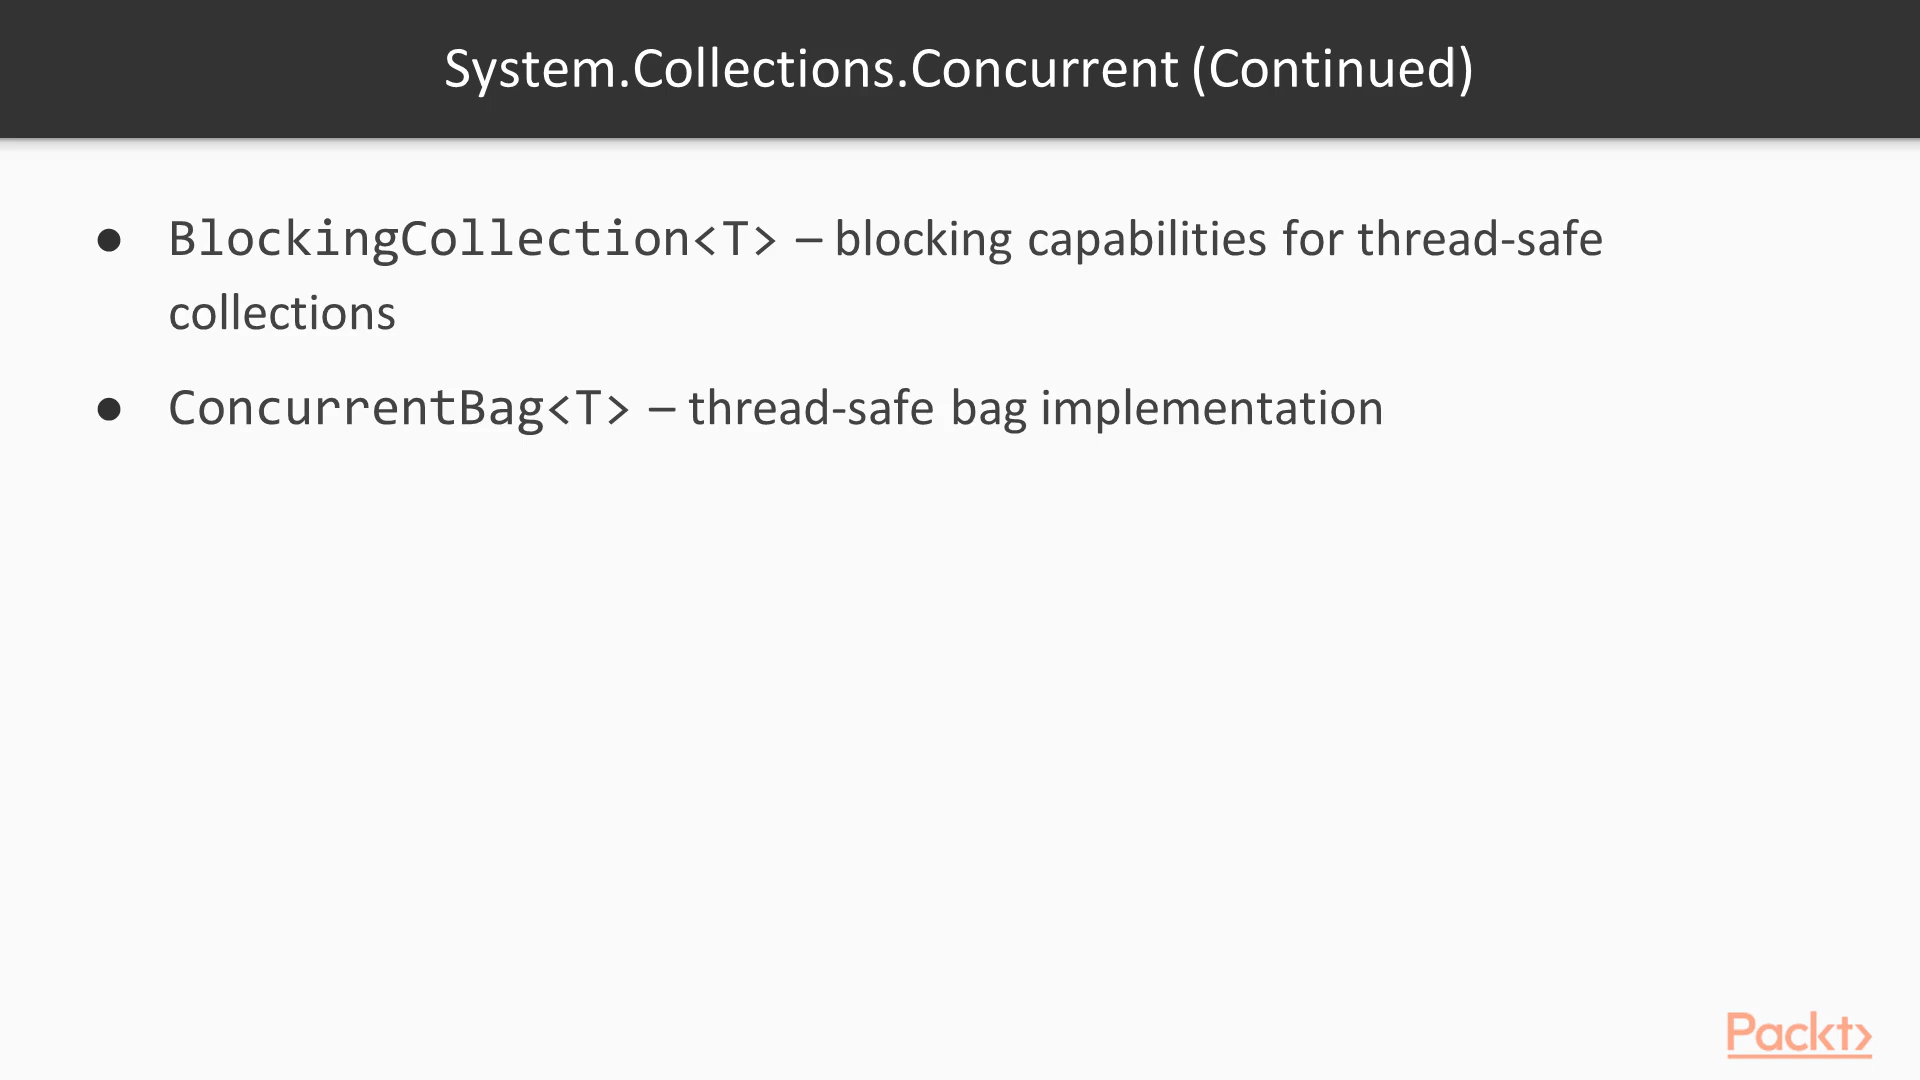 System.Collections.Concurrent (Continued)
● BlockingCollection<T> – blocking capabilities for thread-safe
collections
● ConcurrentBag<T> – thread-safe bag implementation
Packt>